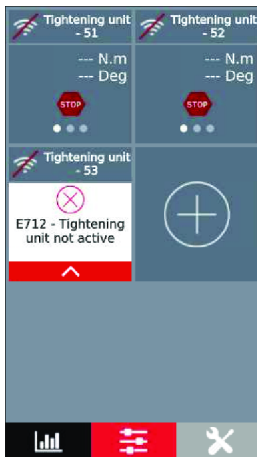 Tightening unit
- 51
--- N.m
--- Deg
STOP
Tightening unit
- 52
--- N.m
--- Deg
STOP
Tightening unit
- 53
E712 - Tightening
unit not active